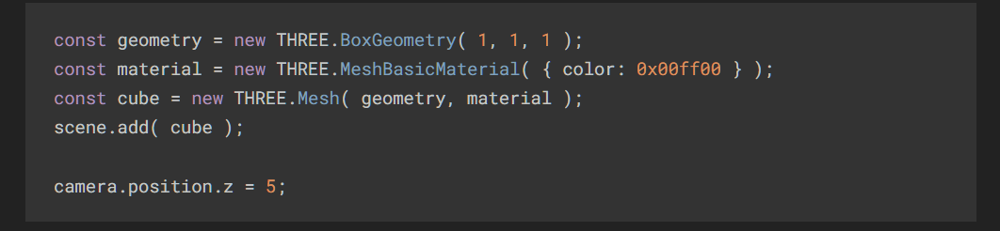 const geometry = new THREE.BoxGeometry( 1, 1, 1 );
const material = new THREE.MeshBasicMaterial( { color: 0x00ff00 } );
const cube = new THREE.Mesh( geometry, material );
scene.add( cube );
camera.position.z = 5;